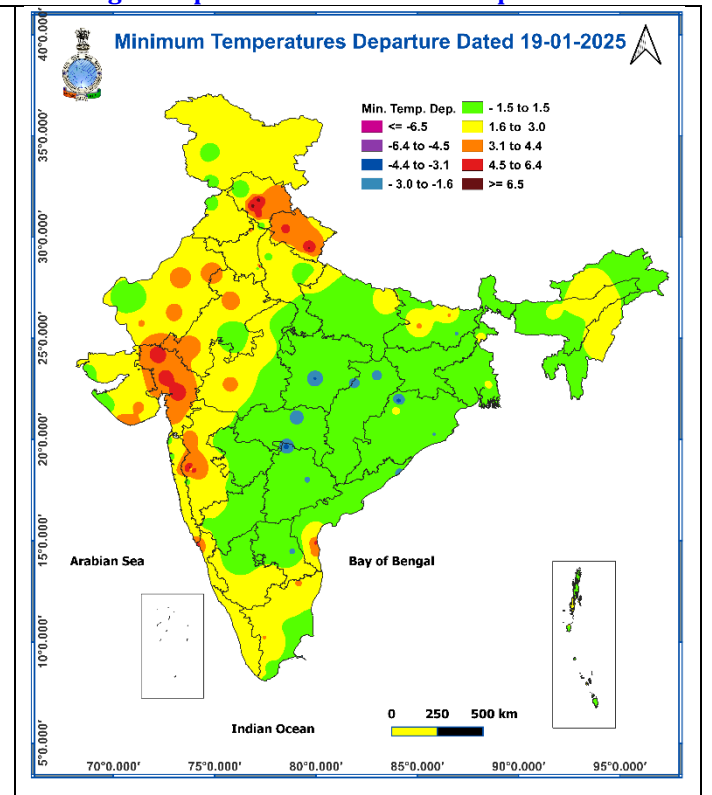 Minimum Temperatures Departure Dated 19-01-2025
Min. Temp. Dep.
<= -6.5
-6.4 to -4.5
-4.4 to -3.1
- 3.0 to -1.6
- 1.5 to 1.5
1.6 to 3.0
3.1 to 4.4
4.5 to 6.4
>= 6.5
40°0.000'
35°0.000'
30°0.000'
25°0.000'
20°0.000'
15°0.000'
10°0.000'
5°0.000'
Arabian Sea
Bay of Bengal
Indian Ocean
0 250 500 km
70°0.000' 75°0.000' 80°0.000' 85°0.000' 90°0.000' 95°0.000'